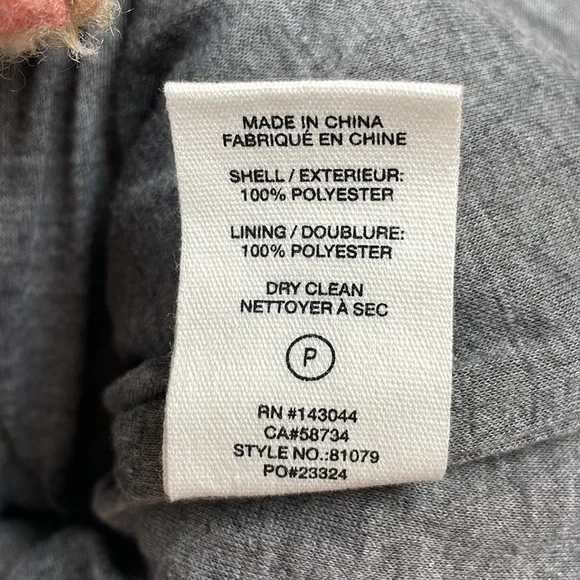 MADE IN CHINA
FABRIQUÉ EN CHINE
SHELL / EXTERIEUR:
100% POLYESTER
LINING / DOUBLURE:
100% POLYESTER
DRY CLEAN
NETTOYER À SEC
P
RN #143044
CA#58734
STYLE NO.:81079
PO#23324